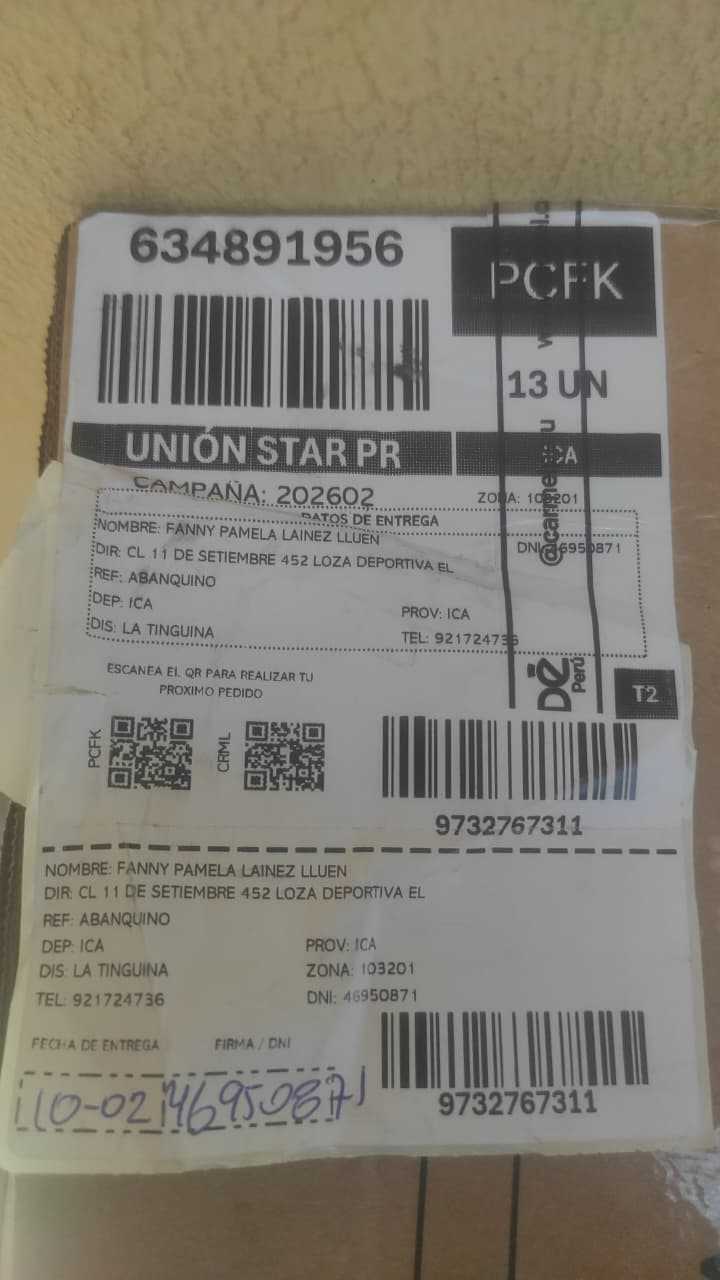 634891956
PCFK
13 UN
UNIÓN STAR PR
CAMPAÑA: 202602
ZONA: 103201
DATOS DE ENTREGA
NOMBRE: FANNY PAMELA LAINEZ LLUEN
DNI: 46950871
DIR: CL 11 DE SETIEMBRE 452 LOZA DEPORTIVA EL
REF: ABANQUINO
DEP: ICA
PROV: ICA
DIS: LA TINGUINA
TEL: 921724736
ESCANEA EL QR PARA REALIZAR TU
PROXIMO PEDIDO
DÉ
Perú
T2
PCFK
CRML
9732767311
NOMBRE: FANNY PAMELA LAINEZ LLUEN
DIR: CL 11 DE SETIEMBRE 452 LOZA DEPORTIVA EL
REF: ABANQUINO
DEP: ICA
PROV: ICA
DIS: LA TINGUINA
ZONA: 103201
TEL: 921724736
DNI: 46950871
FECHA DE ENTREGA
FIRMA / DNI
10-02
46950871
9732767311